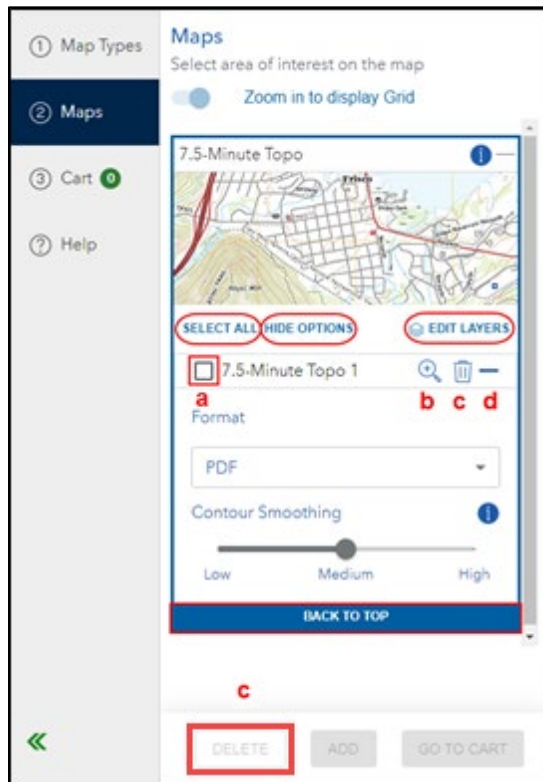 1 Map Types
2 Maps
3 Cart 0
? Help
Maps
Select area of interest on the map
Zoom in to display Grid
7.5-Minute Topo
Frisco
SELECT ALL HIDE OPTIONS EDIT LAYERS
7.5-Minute Topo 1
a b c d
Format
PDF
Contour Smoothing
Low Medium High
BACK TO TOP
c
« DELETE ADD GO TO CART